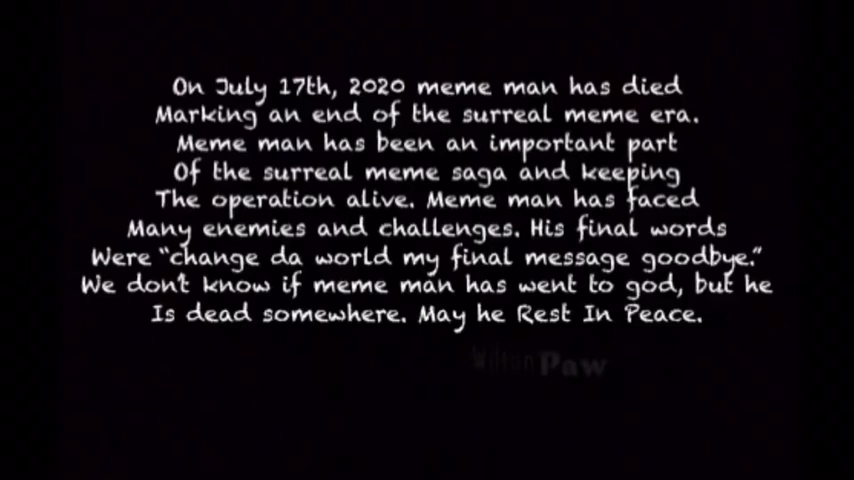 On July 17th, 2020 meme man has died
Marking an end of the surreal meme era.
Meme man has been an important part
Of the surreal meme saga and keeping
The operation alive. Meme man has faced
Many enemies and challenges. His final words
Were “change da world my final message goodbye.”
We don't know if meme man has went to god, but he
Is dead somewhere. May he Rest In Peace.
Paw